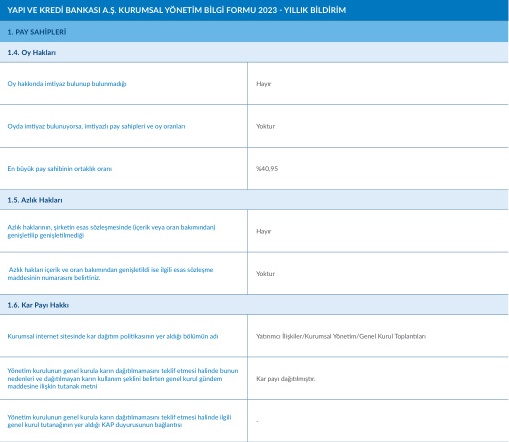 YAPI VE KREDİ BANKASI A.Ş. KURUMSAL YÖNETİM BİLGİ FORMU 2023 - YILLIK BİLDİRİM
1. PAY SAHİPLERİ
1.4. Oy Hakları
Oy hakkında imtiyaz bulunup bulunmadığı
Hayır
Oyda imtiyaz bulunuyorsa, imtiyazlı pay sahipleri ve oy oranları
Yoktur
En büyük pay sahibinin ortaklık oranı
%40,95
1.5. Azlık Hakları
Azlık haklarının, şirketin esas sözleşmesinde (içerik veya oran bakımından)
genişletilip genişletilmediği
Hayır
Azlık hakları içerik ve oran bakımından genişletildi ise ilgili esas sözleşme
maddesinin numarasını belirtiniz.
Yoktur
1.6. Kar Payı Hakkı
Kurumsal internet sitesinde kar dağıtım politikasının yer aldığı bölümün adı
Yatırımcı İlişkiler/Kurumsal Yönetim/Genel Kurul Toplantıları
Yönetim kurulunun genel kurula karın dağıtılmamasını teklif etmesi halinde bunun
nedenleri ve dağıtılmayan karın kullanım şeklini belirten genel kurul gündem
maddesine ilişkin tutanak metni
Kar payı dağıtılmıştır.
Yönetim kurulunun genel kurula karın dağıtılmamasını teklif etmesi halinde ilgili
genel kurul tutanağının yer aldığı KAP duyurusunun bağlantısı
-